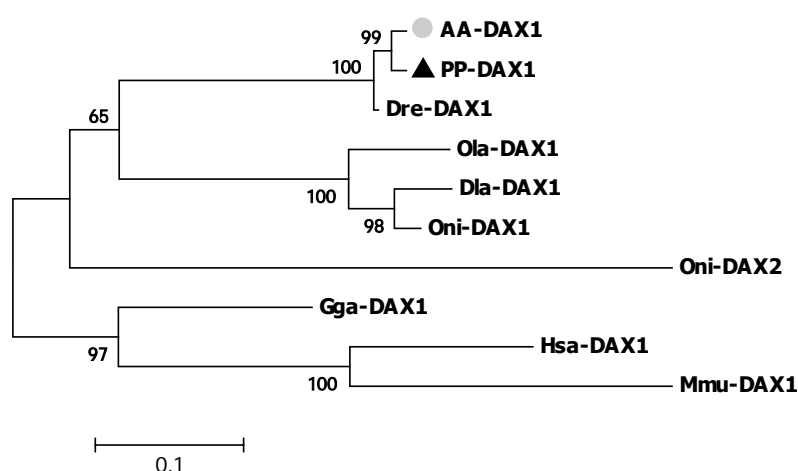 99
AA-DAX1
100
PP-DAX1
Dre-DAX1
65
Ola-DAX1
100
Dla-DAX1
98
Oni-DAX1
Oni-DAX2
Gga-DAX1
97
Hsa-DAX1
100
Mmu-DAX1
0.1